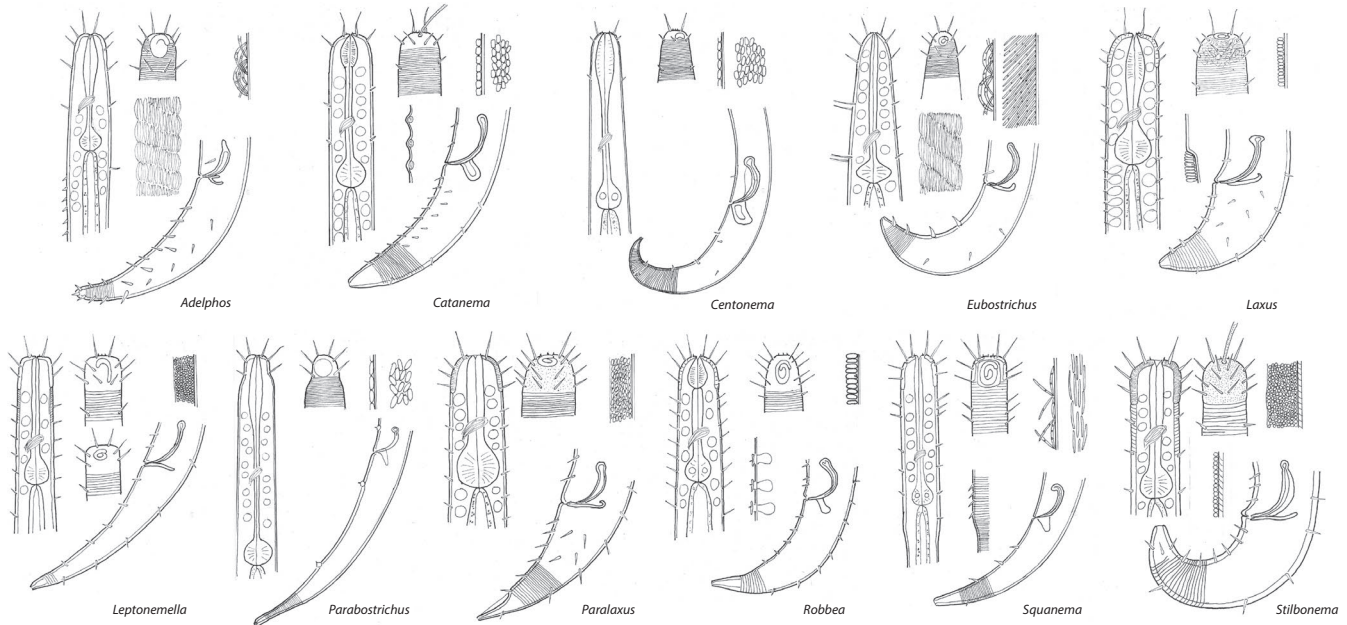 Adelphos
Catanema
Centonema
Eubostrichus
Laxus
Leptonemella
Parabostrichus
Paralaxus
Robbea
Squanema
Stilbonema